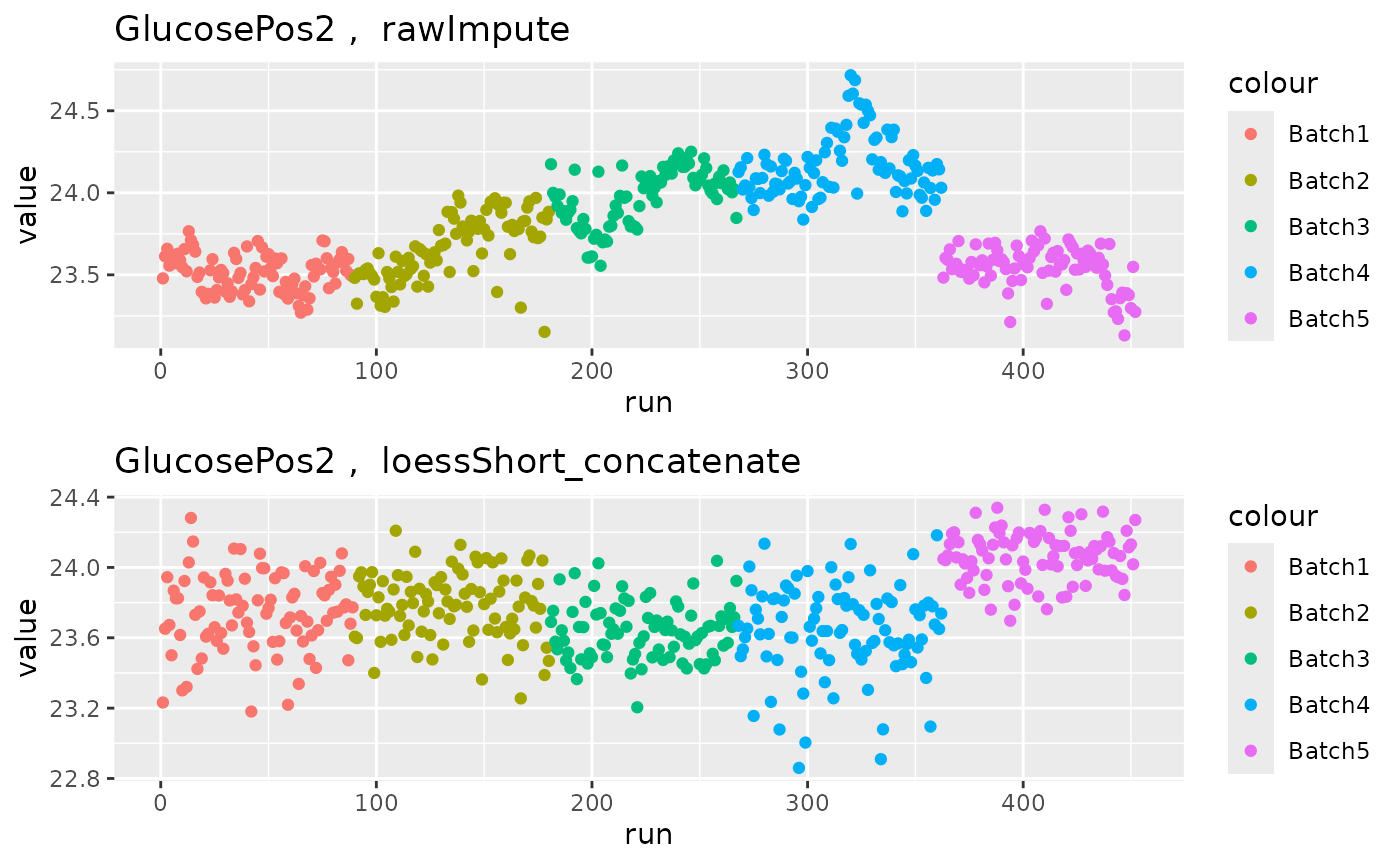 GlucosePos2 ,  rawImpute
colour
Batch1
Batch2
Batch3
Batch4
Batch5
value
24.5
24.0
23.5
0 100 200 300 400
run
GlucosePos2 ,  loessShort_concatenate
colour
Batch1
Batch2
Batch3
Batch4
Batch5
value
24.4
24.0
23.6
23.2
22.8
0 100 200 300 400
run